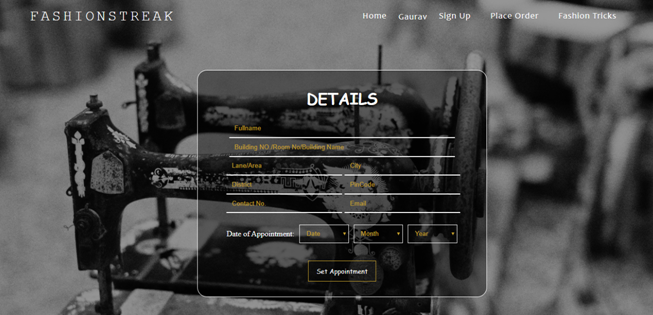 FASHIONSTREAK
Home Gaurav Sign Up Place Order Fashion Tricks
DETAILS
Fullname
Building NO./Room No/Building Name
Lane/Area City
District PinCode
Contact No Email
Date of Appointment: Date Month Year
Set Appointment